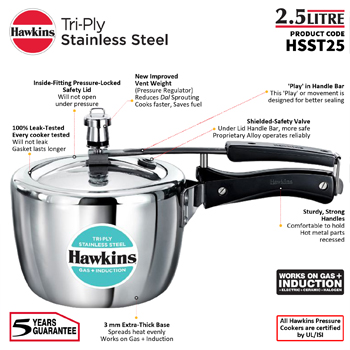 Hawkins
Tri-Ply
Stainless Steel
2.5LITRE
PRODUCT CODE
HSST25
Inside-Fitting Pressure-Locked
Safety Lid
Will not open
under pressure
New Improved
Vent Weight
(Pressure Regulator)
Reduces Dal Sprouting
Cooks faster, Saves fuel
'Play' in Handle Bar
This 'Play' or movement is
designed for better sealing
100% Leak-Tested
Every cooker tested
Will not leak
Gasket lasts longer
Shielded-Safety Valve
Under Lid Handle Bar, more safe
Proprietary Alloy operates reliably
Hawkins
Sturdy, Strong
Handles
Comfortable to hold
Hot metal parts
recessed
TRI-PLY
STAINLESS STEEL
Hawkins
GAS + INDUCTION
WORKS ON GAS +
INDUCTION
+ELECTRIC +CERAMIC +HALOGEN
5 YEARS
GUARANTEE
3 mm Extra-Thick Base
Spreads heat evenly
Works on Gas + Induction
All Hawkins Pressure
Cookers are certified
by UL/ISI